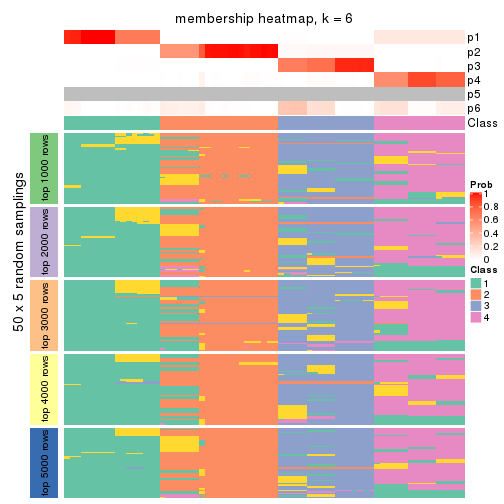 membership heatmap, k = 6
p1
p2
p3
p4
p5
p6
Class
50 x 5 random samplings
top 1000 rows
top 2000 rows
top 3000 rows
top 4000 rows
top 5000 rows
Prob
1
0.8
0.6
0.4
0.2
0
Class
1
2
3
4